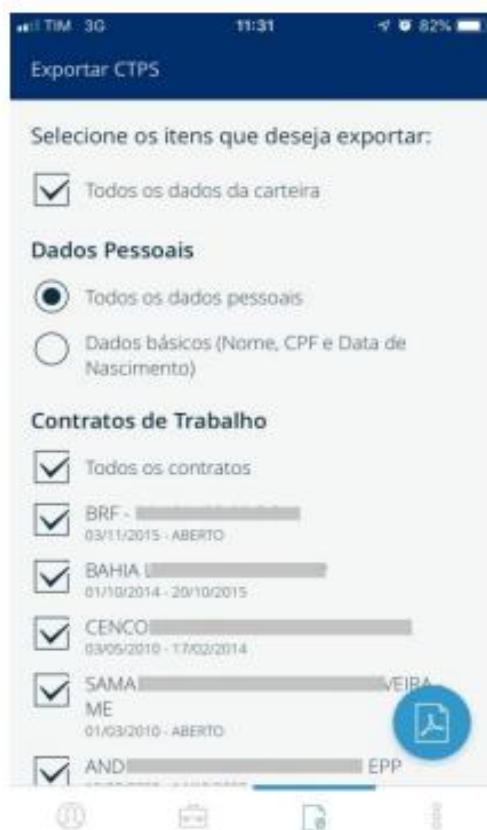 TIM 3G 11:31 82%
Exportar CTPS
Selecione os itens que deseja exportar:
Todos os dados da carteira
Dados Pessoais
Todos os dados pessoais
Dados básicos (Nome, CPF e Data de
Nascimento)
Contratos de Trabalho
Todos os contratos
BRF -
03/11/2015 - ABERTO
BAHIA
01/10/2014 - 20/10/2015
CENCO
03/05/2010 - 17/02/2014
SAMA VEIRA
ME
01/03/2010 - ABERTO
AND EPP